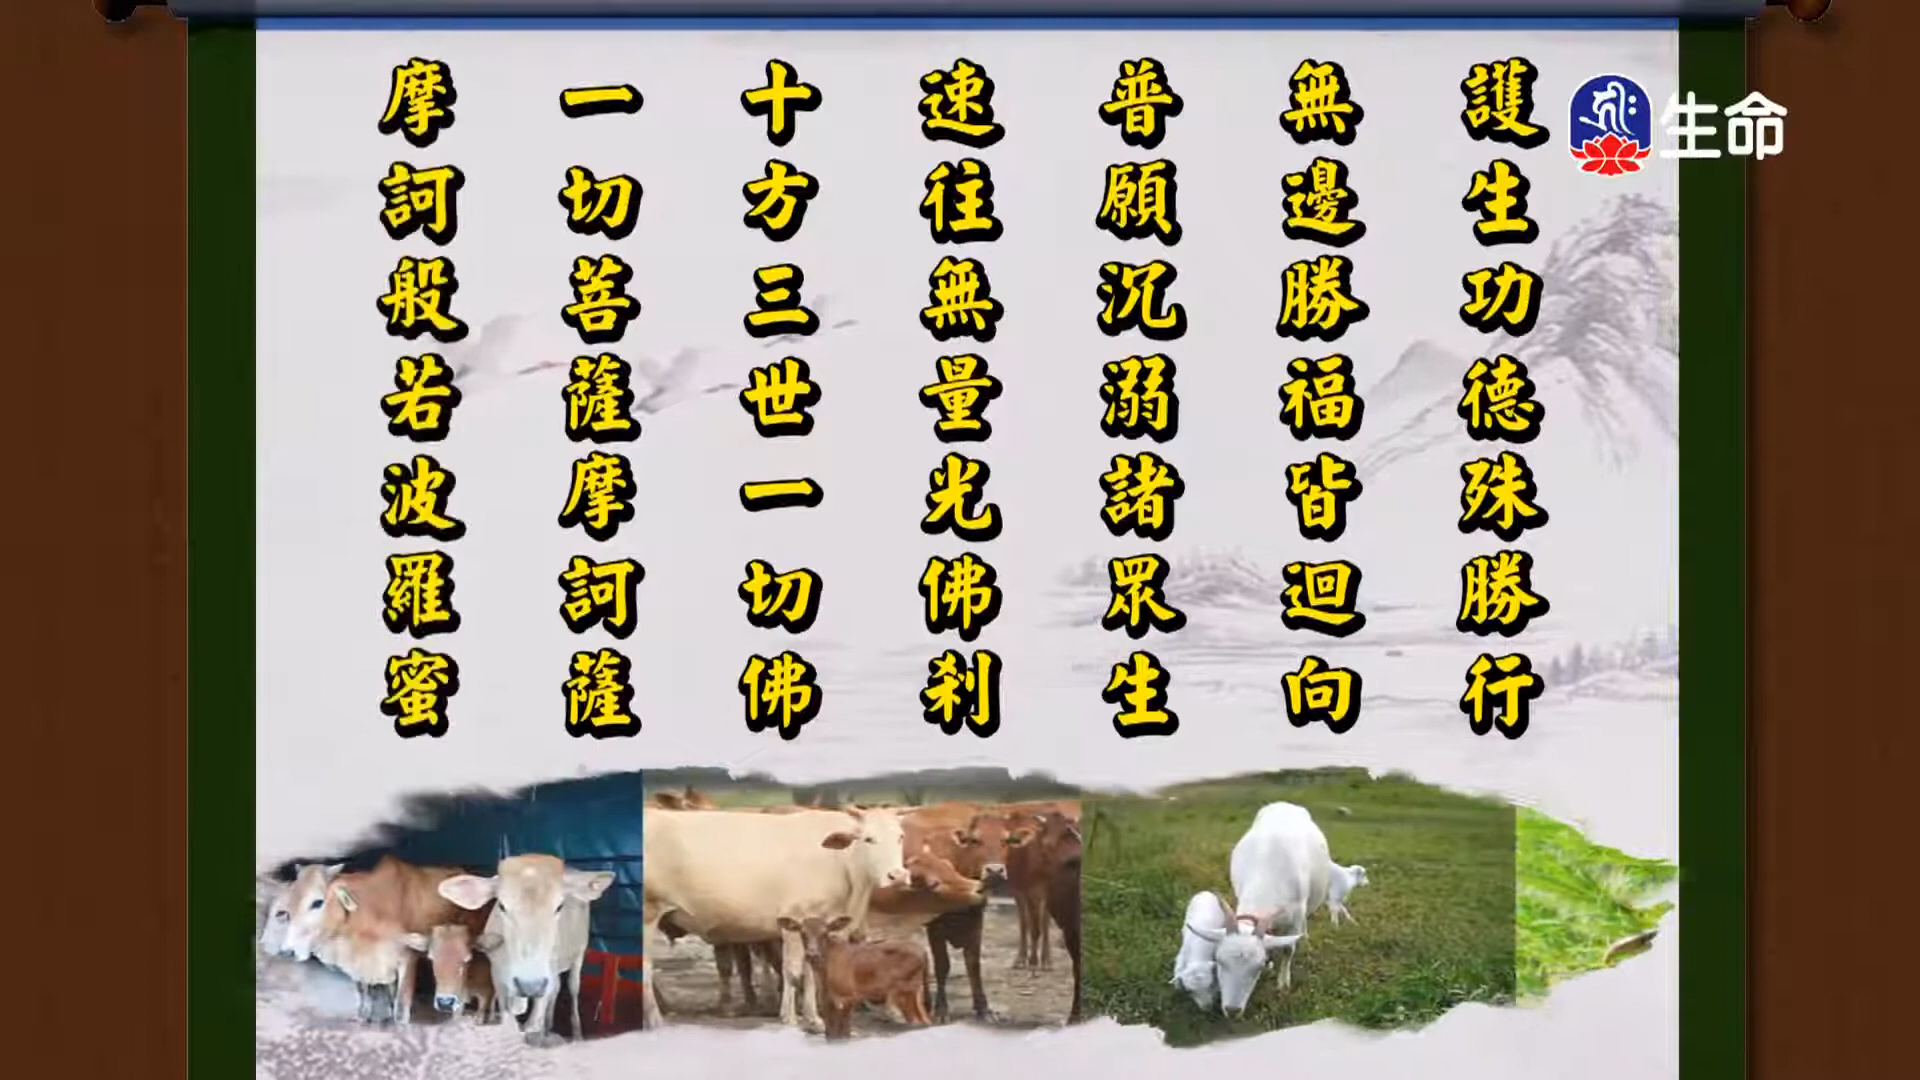 護生功德殊勝行
無邊勝福皆迴向
普願沉溺諸眾生
速往無量光佛剎
十方三世一切佛
一切菩薩摩訶薩
摩訶般若波羅蜜
生命